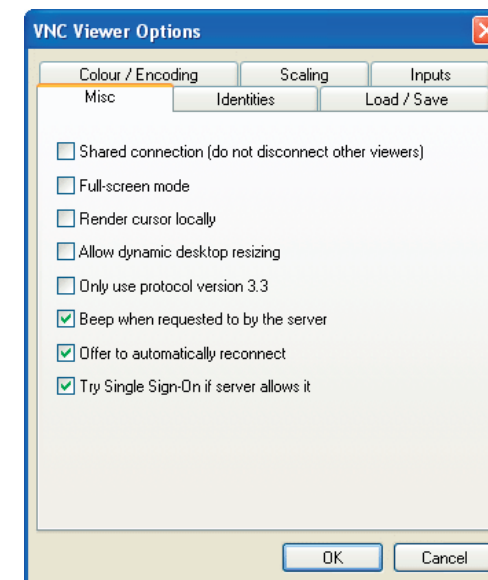 VNC Viewer Options
Colour / Encoding Scaling Inputs
Misc Identities Load / Save
Shared connection (do not disconnect other viewers)
Full-screen mode
Render cursor locally
Allow dynamic desktop resizing
Only use protocol version 3.3
Beep when requested to by the server
Offer to automatically reconnect
Try Single Sign-On if server allows it
OK Cancel